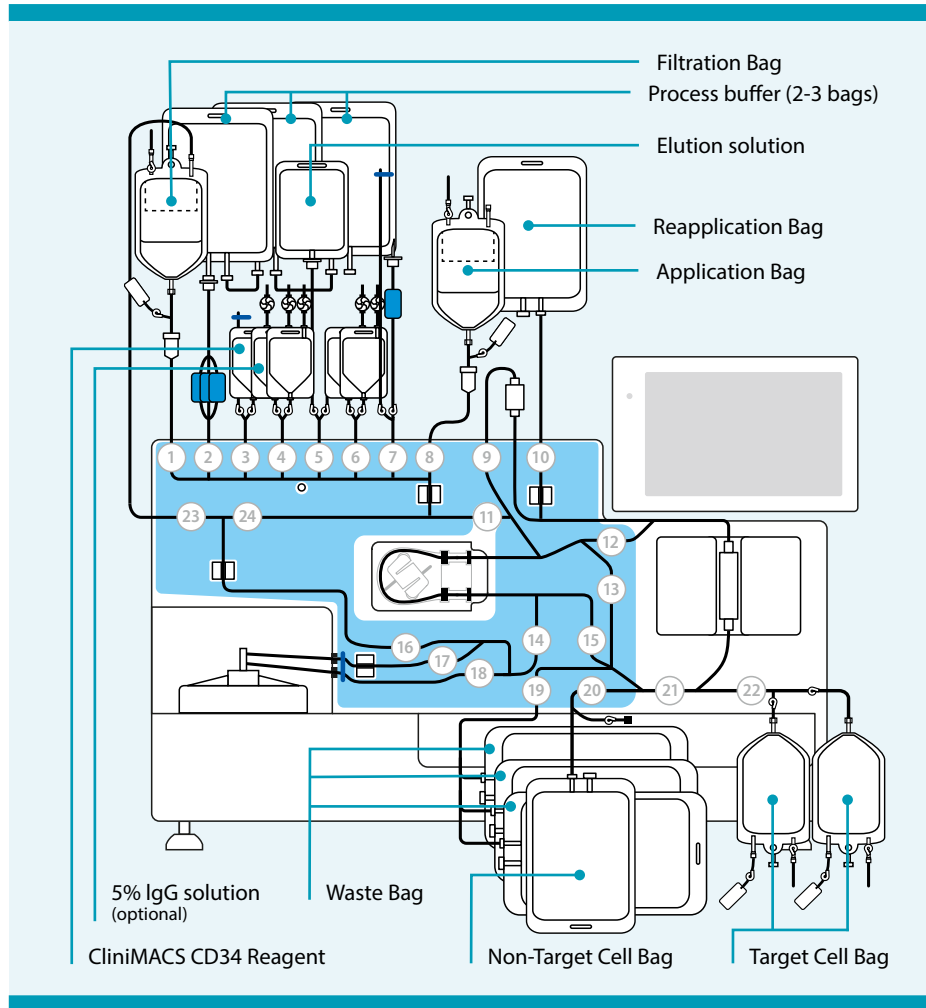 Filtration Bag
Process buffer (2-3 bags)
Elution solution
Reapplication Bag
Application Bag
1 2 3 4 5 6 7 8 9 10
23 24 11
12
13
14 15
16
17
18
19 20 21 22
5% IgG solution
(optional)
Waste Bag
CliniMACS CD34 Reagent
Non-Target Cell Bag
Target Cell Bag